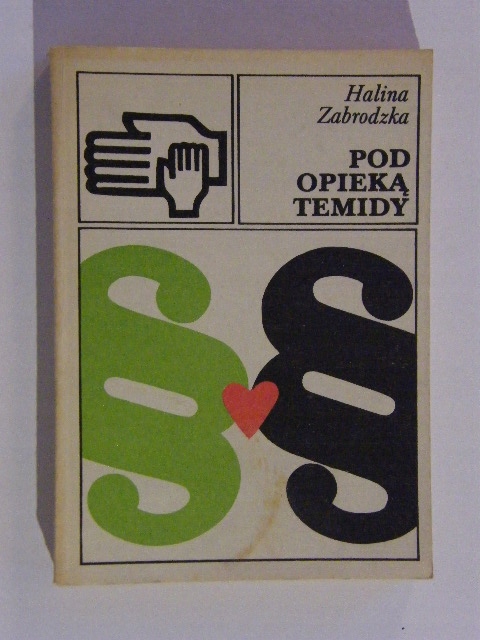 Halina
Zabrodzka
POD
OPIEKĄ
TEMIDY
§ §